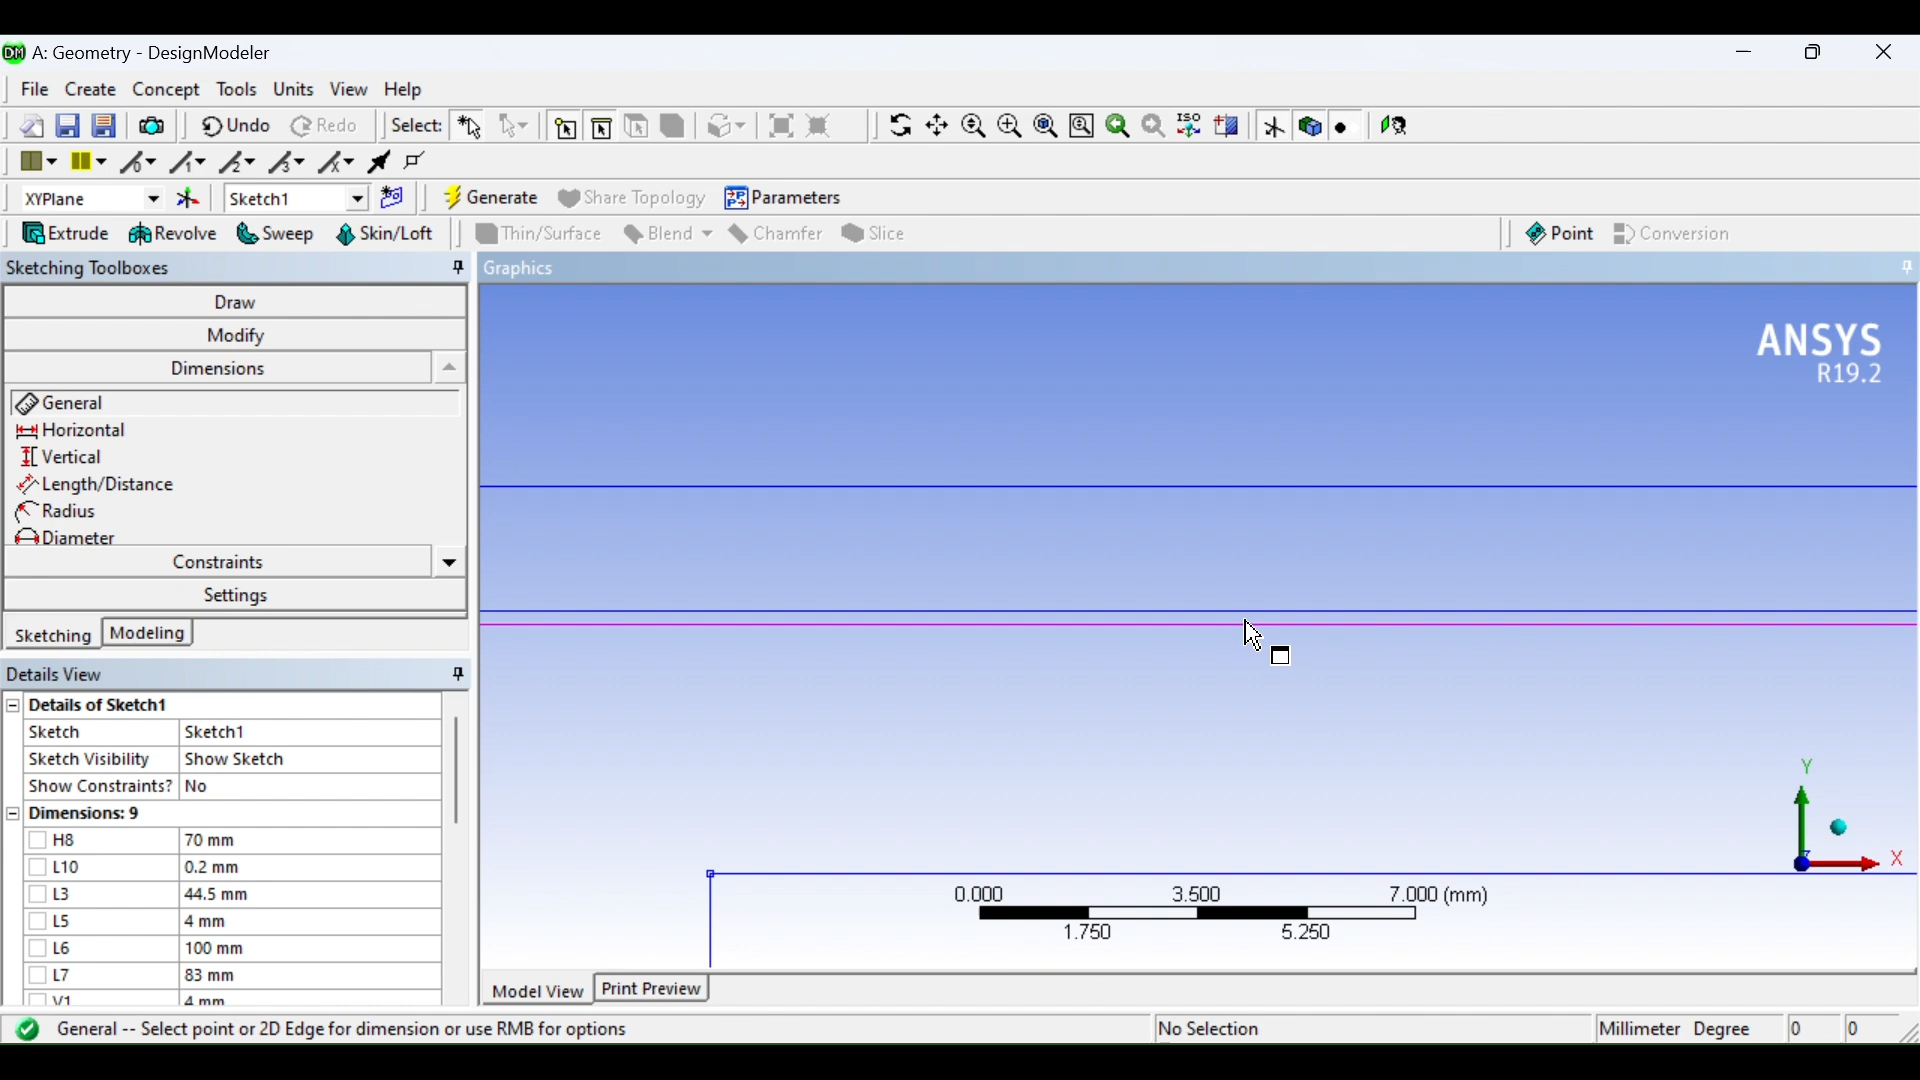 DM A: Geometry - DesignModeler
File Create Concept Tools Units View Help
Undo Redo Select: ISO
0 1 2 3 x
XYPlane Sketch1 Generate Share Topology Parameters
Extrude Revolve Sweep Skin/Loft Thin/Surface Blend Chamfer Slice Point Conversion
Sketching Toolboxes
Graphics
Draw
Modify
Dimensions
General
Horizontal
Vertical
Length/Distance
Radius
Diameter
Constraints
Settings
Sketching Modeling
ANSYS
R19.2
Details View
Details of Sketch1
Sketch Sketch1
Sketch Visibility Show Sketch
Show Constraints? No
Dimensions: 9
H8 70 mm
L10 0.2 mm
L3 44.5 mm
L5 4 mm
L6 100 mm
L7 83 mm
V1 4 mm
Y
X
0.000 3.500 7.000 (mm)
1.750 5.250
Model View Print Preview
General -- Select point or 2D Edge for dimension or use RMB for options No Selection Millimeter Degree 0 0